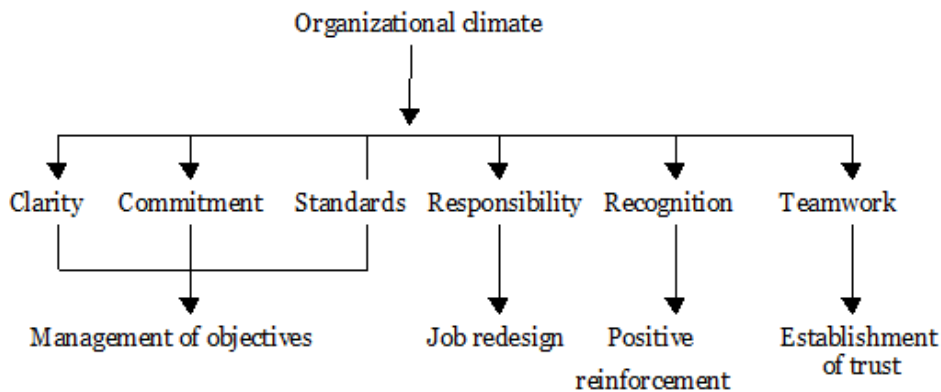 Organizational climate
Clarity Commitment Standards Responsibility Recognition Teamwork
Management of objectives Job redesign Positive Establishment
reinforcement of trust